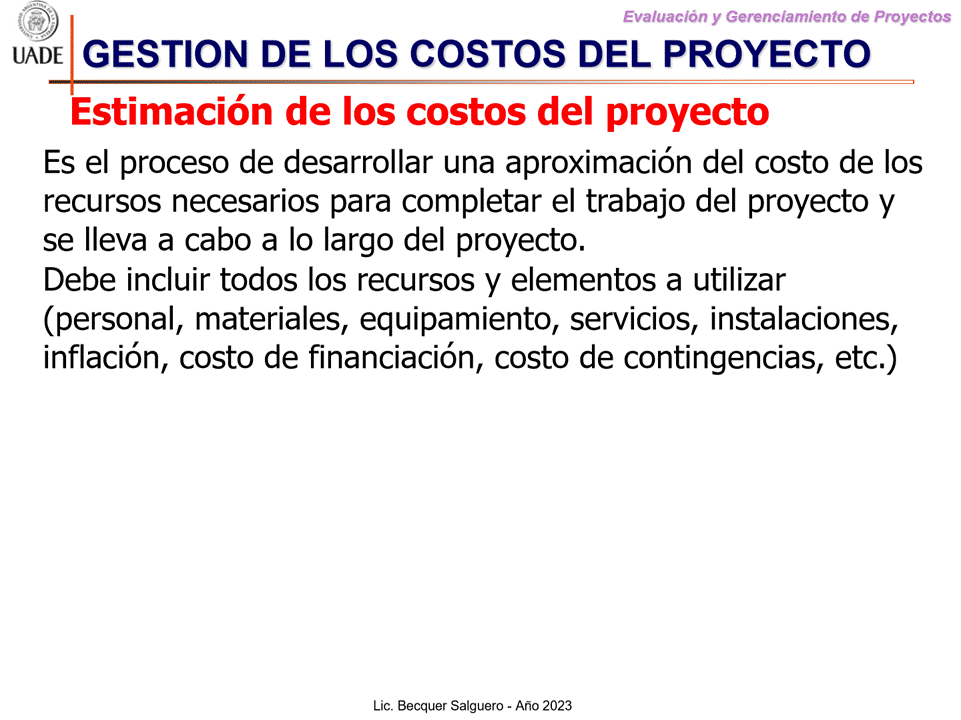 Evaluación y Gerenciamiento de Proyectos
UADE
GESTION DE LOS COSTOS DEL PROYECTO
Estimación de los costos del proyecto
Es el proceso de desarrollar una aproximación del costo de los
recursos necesarios para completar el trabajo del proyecto y
se lleva a cabo a lo largo del proyecto.
Debe incluir todos los recursos y elementos a utilizar
(personal, materiales, equipamiento, servicios, instalaciones,
inflación, costo de financiación, costo de contingencias, etc.)
Lic. Becquer Salguero - Año 2023